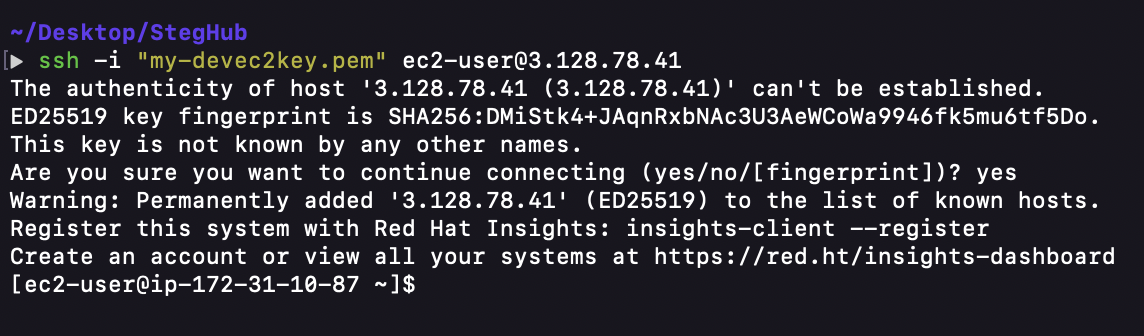 ~/Desktop/StegHub
[▶ ssh -i "my-devec2key.pem" ec2-user@3.128.78.41
The authenticity of host '3.128.78.41 (3.128.78.41)' can't be established.
ED25519 key fingerprint is SHA256:DMiStk4+JAqnRxbNAc3U3AeWCoWa9946fk5mu6tf5Do.
This key is not known by any other names.
Are you sure you want to continue connecting (yes/no/[fingerprint])? yes
Warning: Permanently added '3.128.78.41' (ED25519) to the list of known hosts.
Register this system with Red Hat Insights: insights-client --register
Create an account or view all your systems at https://red.ht/insights-dashboard
[ec2-user@ip-172-31-10-87 ~]$